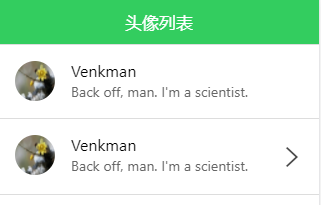 头像列表
Venkman
Back off, man. I'm a scientist.
Venkman
Back off, man. I'm a scientist.